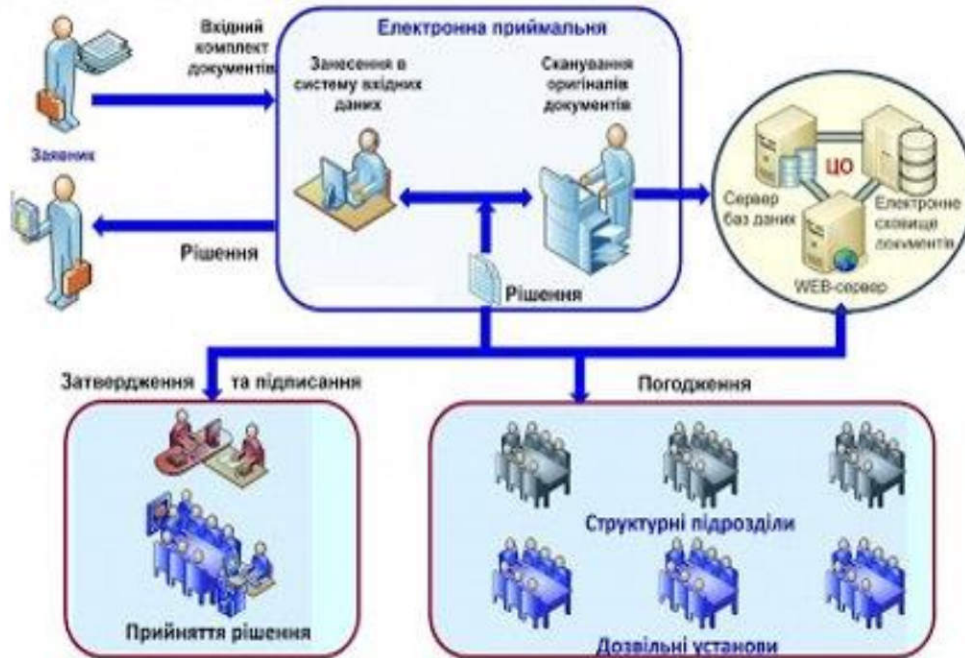 Вхідний
комплект
документів
Електронна приймальня
Занесення в
систему вхідних
даних
Сканування
оригіналів
документів
Заявник
ЦО
Сервер
баз даних
Електронне
сховище
документів
WEB-сервер
Рішення
Рішення
Затвердження та підписання
Погодження
Структурні підрозділи
Прийняття рішення
Дозвільні установи